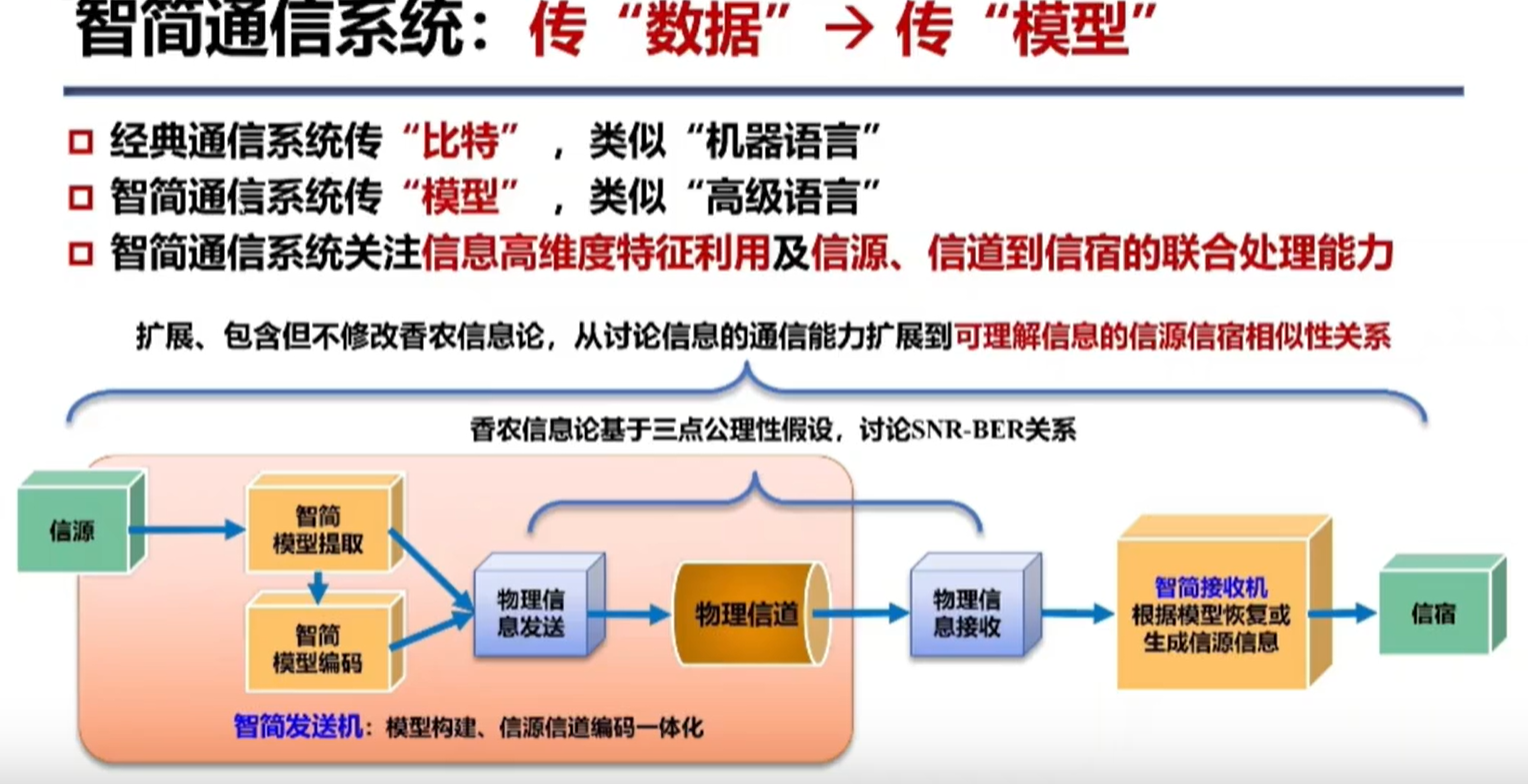 智简通信系统：传“数据”→传“模型”
经典通信系统传“比特”，类似“机器语言”
智简通信系统传“模型”，类似“高级语言”
智简通信系统关注信息高维度特征利用及信源、信道到信宿的联合处理能力
扩展、包含但不修改香农信息论，从讨论信息的通信能力扩展到可理解信息的信源信宿相似性关系
香农信息论基于三点公理性假设，讨论SNR-BER关系
信源
智简
模型提取
智简
模型编码
物理信
息发送
物理信道
物理信
息接收
智简接收机
根据模型恢复或
生成信源信息
信宿
智简发送机：模型构建、信源信道编码一体化